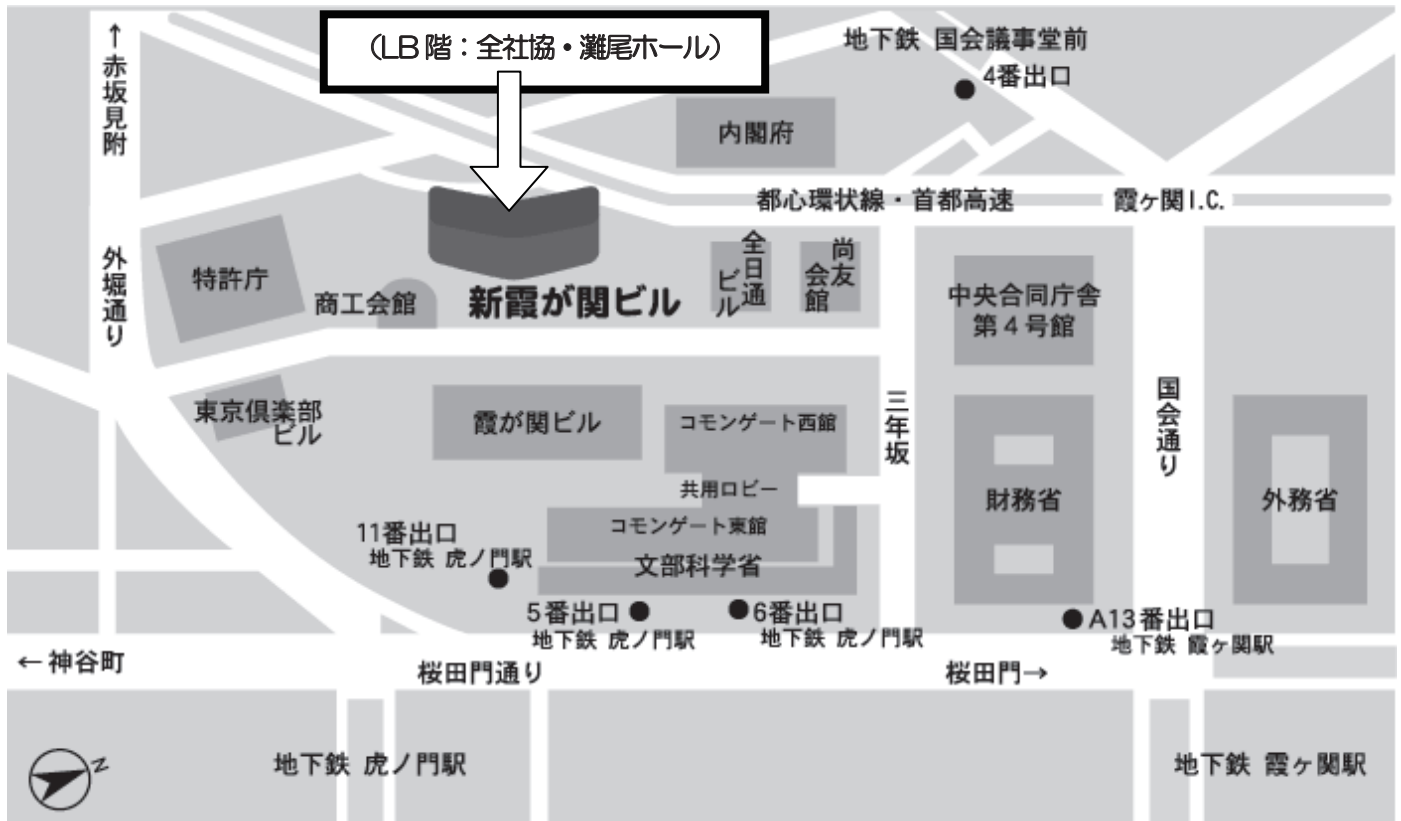 (LB階：全社協・灘尾ホール)
地下鉄 国会議事堂前
4番出口
↑赤坂見附
内閣府
都心環状線・首都高速
霞ヶ関I.C.
外堀通り
特許庁
商工会館
新霞が関ビル
全日通
ビル
尚友
会館
中央合同庁舎
第4号館
東京倶楽部
ビル
霞が関ビル
コモンゲート西館
三年坂
国会通り
共用ロビー
財務省
外務省
コモンゲート東館
文部科学省
11番出口
地下鉄 虎ノ門駅
5番出口
地下鉄 虎ノ門駅
6番出口
地下鉄 虎ノ門駅
A13番出口
地下鉄 霞ヶ関駅
←神谷町
桜田門通り
桜田門→
地下鉄 虎ノ門駅
地下鉄 霞ヶ関駅
N